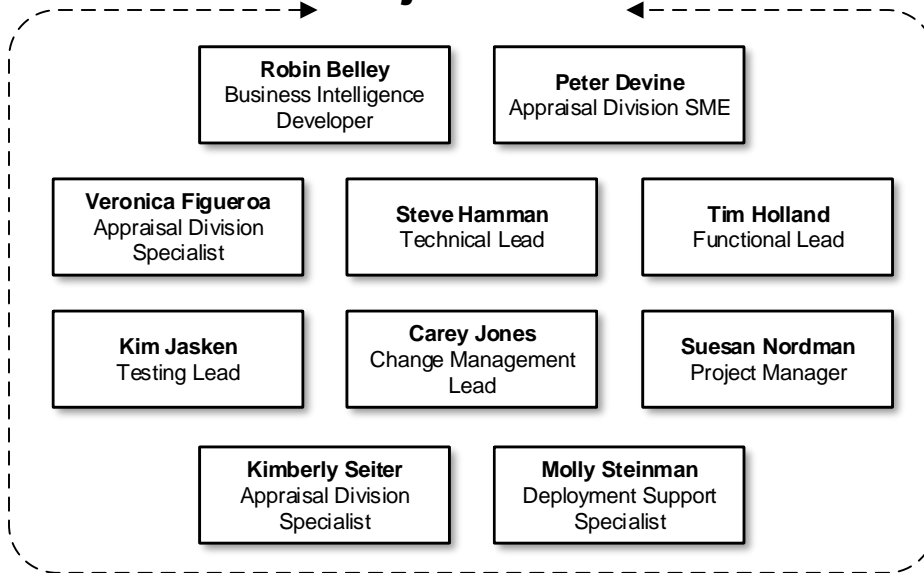 Robin Belley
Business Intelligence
Developer
Peter Devine
Appraisal Division SME
Veronica Figueroa
Appraisal Division
Specialist
Steve Hamman
Technical Lead
Tim Holland
Functional Lead
Kim Jasken
Testing Lead
Carey Jones
Change Management
Lead
Suesan Nordman
Project Manager
Kimberly Seiter
Appraisal Division
Specialist
Molly Steinman
Deployment Support
Specialist